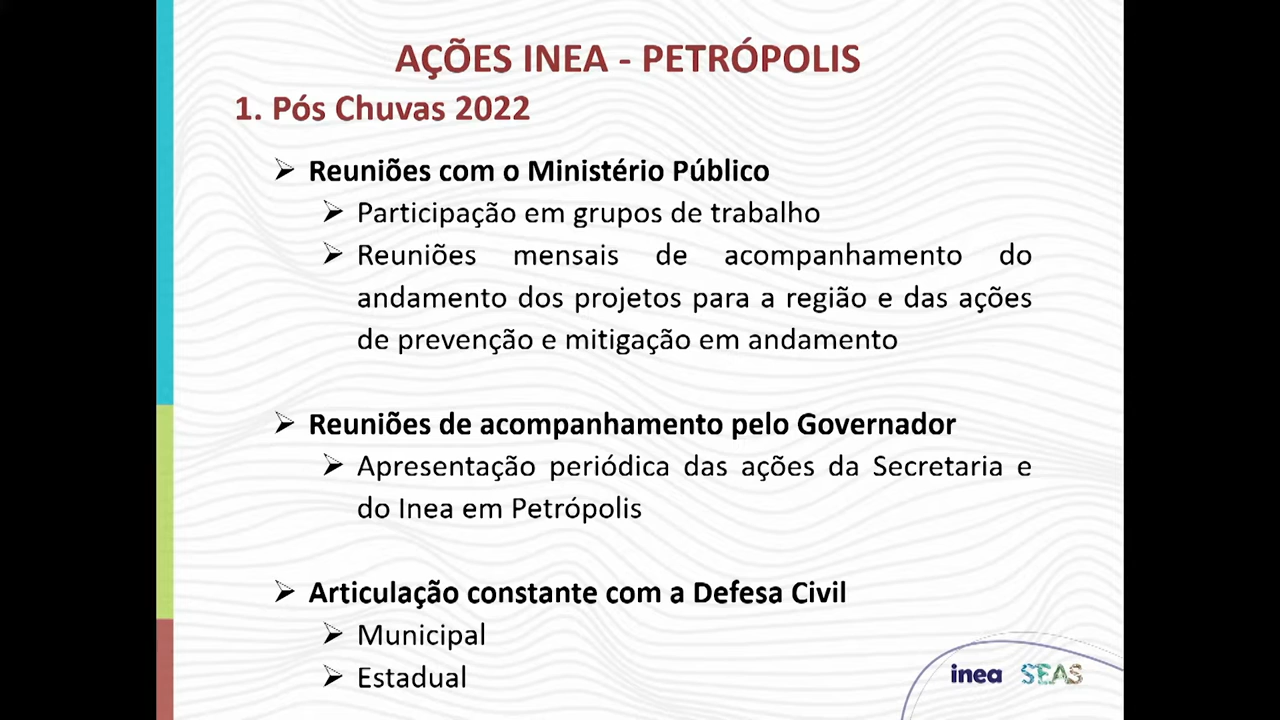 AÇÕES INEA - PETRÓPOLIS
1. Pós Chuvas 2022
Reuniões com o Ministério Público
Participação em grupos de trabalho
Reuniões mensais de acompanhamento do
andamento dos projetos para a região e das ações
de prevenção e mitigação em andamento
Reuniões de acompanhamento pelo Governador
Apresentação periódica das ações da Secretaria e
do Inea em Petrópolis
Articulação constante com a Defesa Civil
Municipal
Estadual
inea SEAS